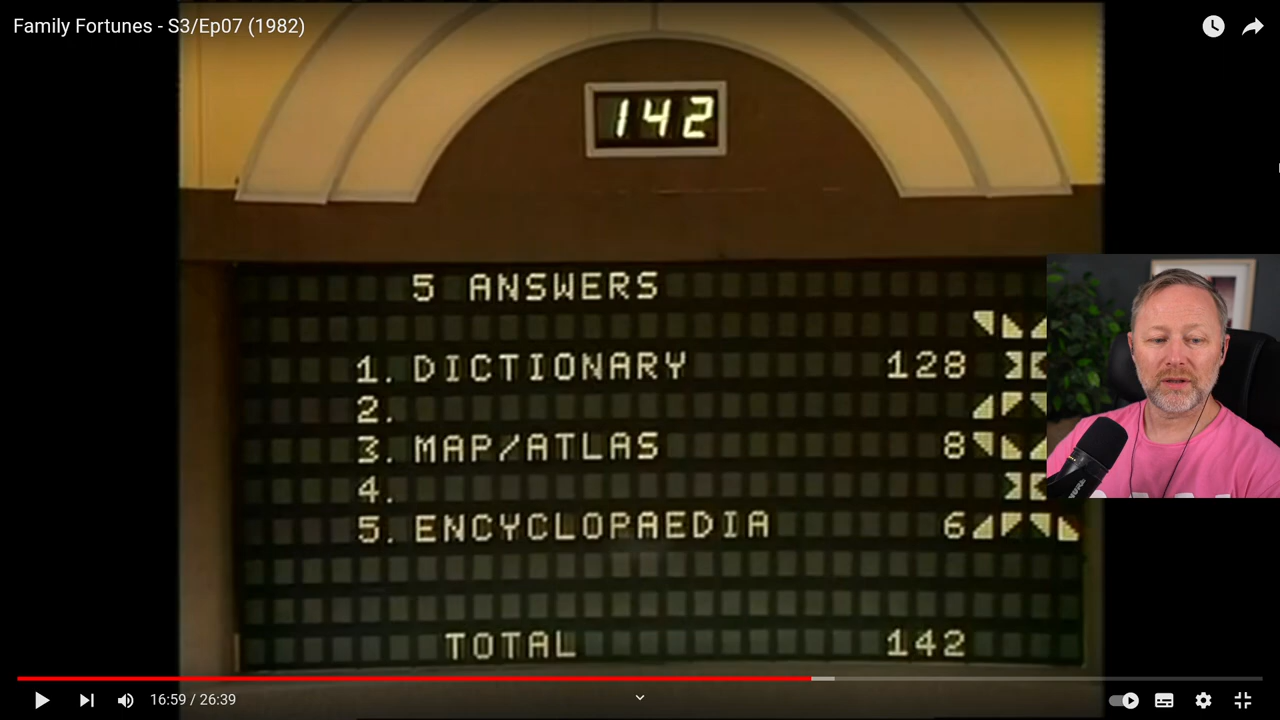 Family Fortunes - S3/Ep07 (1982)
142
5 ANSWERS
1. DICTIONARY 128
2.
3. MAP/ATLAS 8
4.
5. ENCYCLOPAEDIA 6
TOTAL 142
16:59 / 26:39